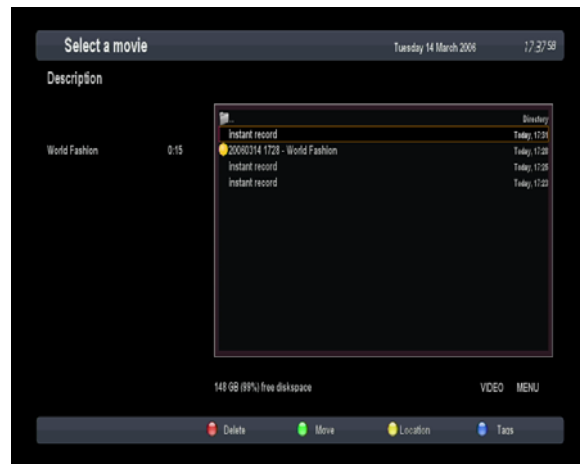 Select a movie Tuesday 14 March 2006 17:37 58
Description
.. Directory
Instant record Today, 17:31
World Fashion 0:15 20060314 1728 - World Fashion Today, 17:28
Instant record Today, 17:25
Instant record Today, 17:23
148 GB (99%) free diskspace VIDEO MENU
Delete Move Location Tags